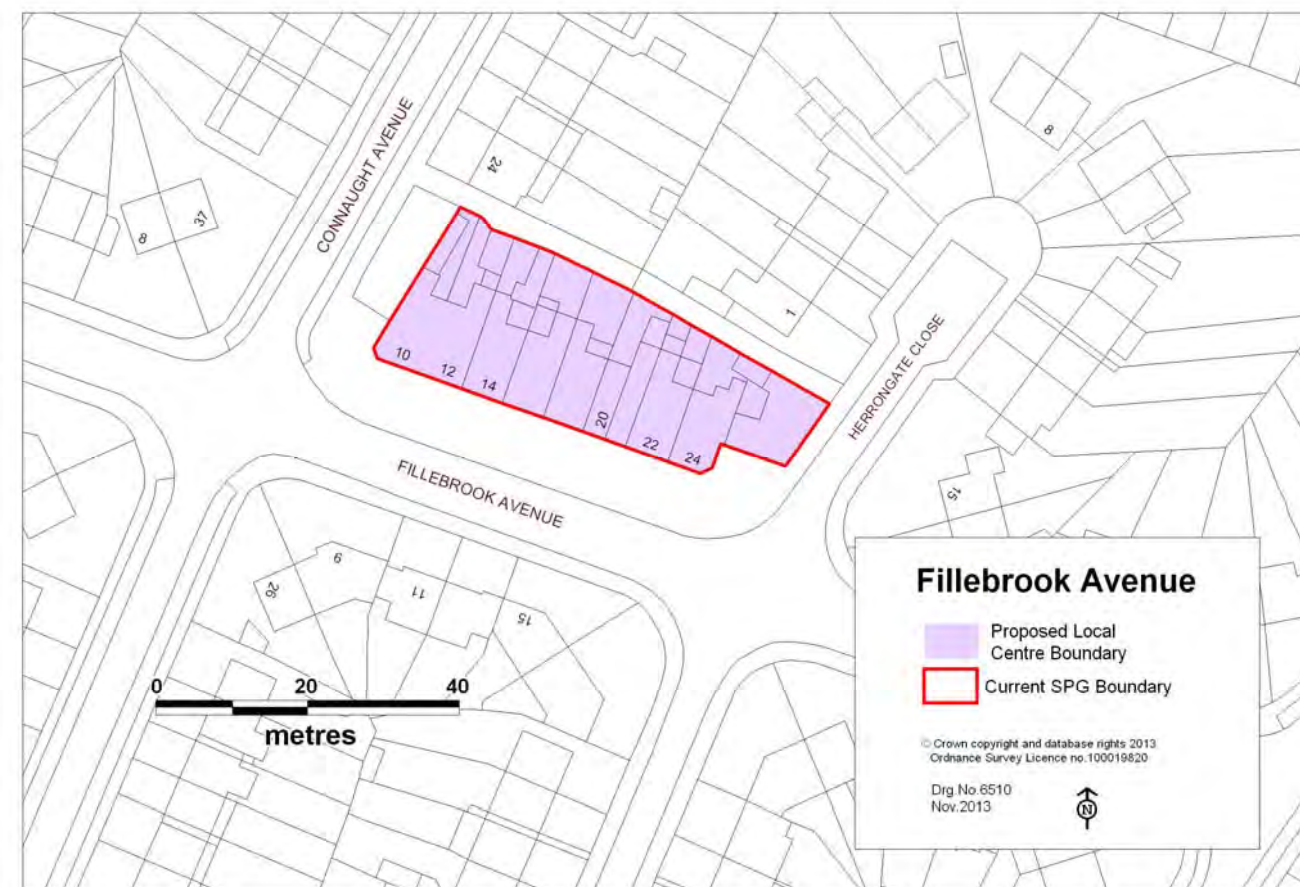 CONNAUGHT AVENUE
24
8
37
8
1
HERRONGATE CLOSE
10
12
14
20
22
24
FILLEBROOK AVENUE
15
9
26
11
15
0 20 40
metres
Fillebrook Avenue
Proposed Local
Centre Boundary
Current SPG Boundary
© Crown copyright and database rights 2013
Ordnance Survey Licence no.100019820
Drg.No.6510
Nov.2013
N